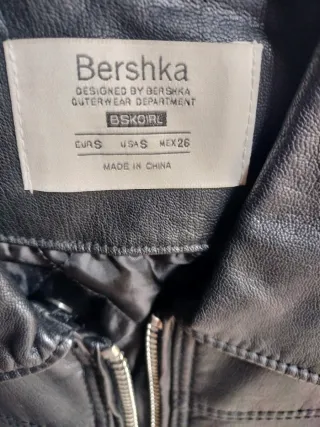 Bershka
DESIGNED BY BERSHKA
OUTERWEAR DEPARTMENT
BSKGIRL
EUR S USA S MEX 26
MADE IN CHINA